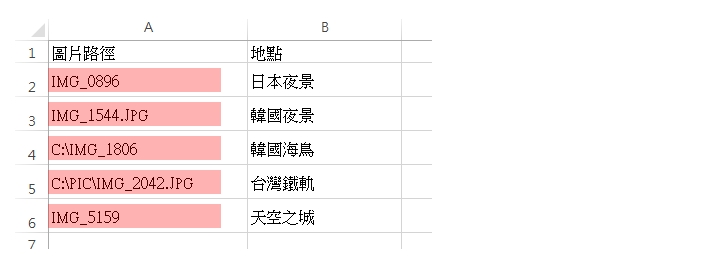 A B
1 圖片路徑 地點
2 IMG_0896 日本夜景
3 IMG_1544.JPG 韓國夜景
4 C:\IMG_1806 韓國海鳥
5 C:\PIC\IMG_2042.JPG 台灣鐵軌
6 IMG_5159 天空之城
7